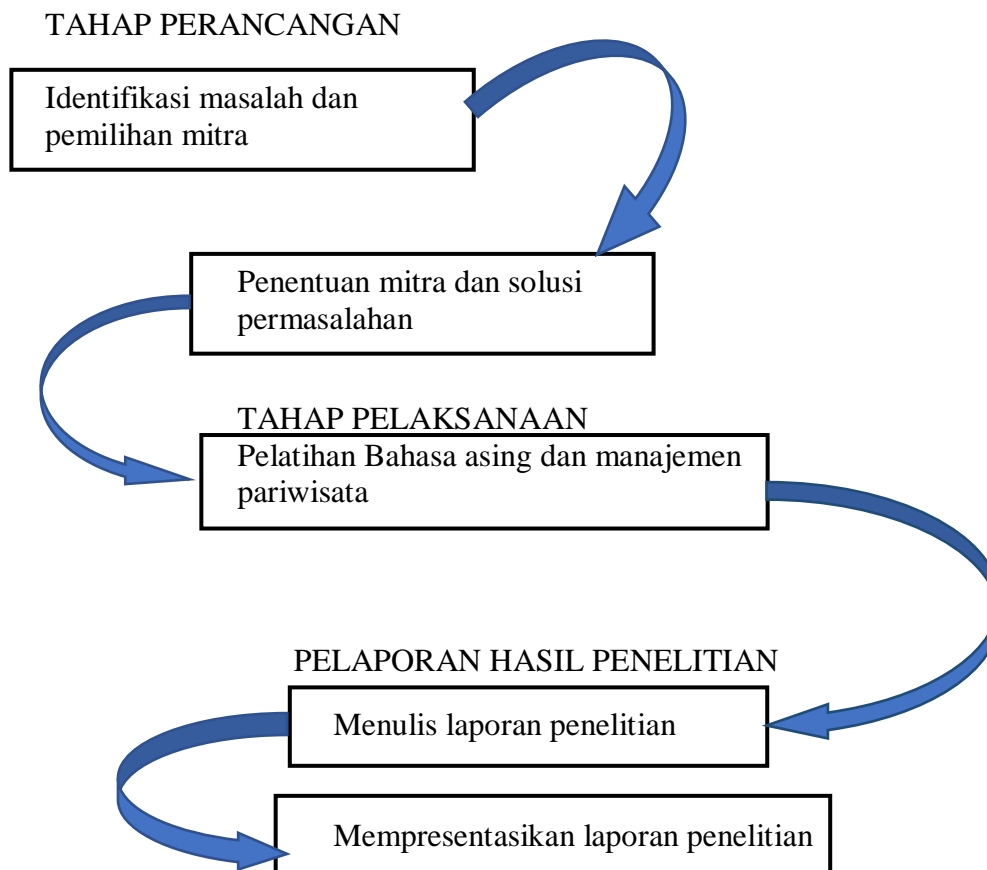 TAHAP PERANCANGAN
Identifikasi masalah dan
pemilihan mitra
Penentuan mitra dan solusi
permasalahan
TAHAP PELAKSANAAN
Pelatihan Bahasa asing dan manajemen
pariwisata
PELAPORAN HASIL PENELITIAN
Menulis laporan penelitian
Mempresentasikan laporan penelitian